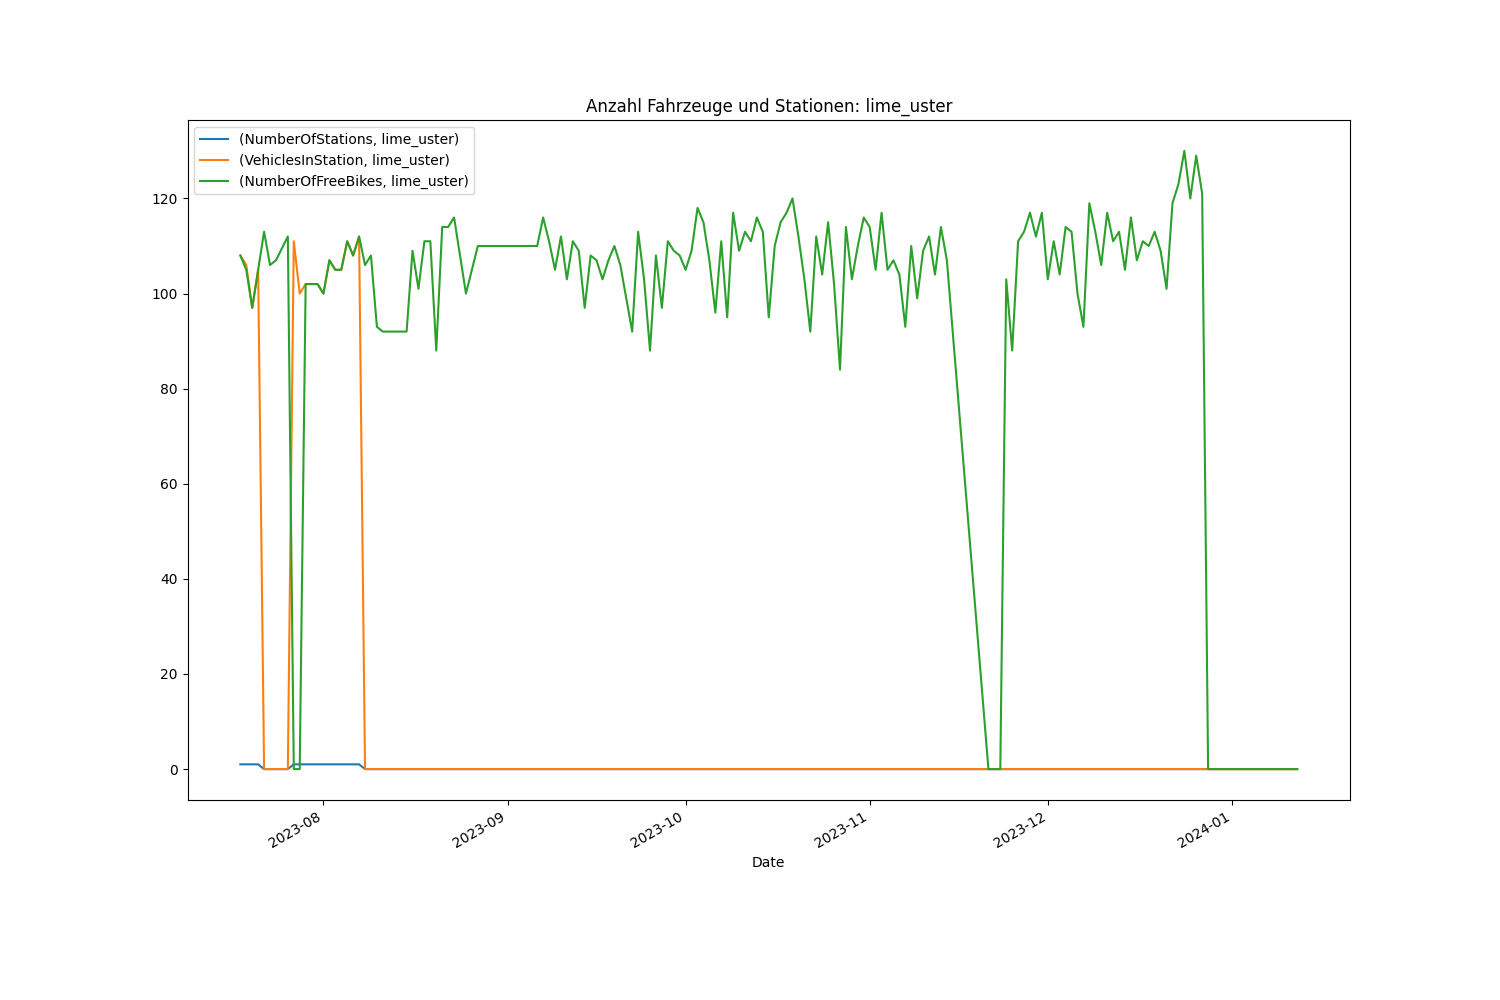 Anzahl Fahrzeuge und Stationen: lime_uster
(NumberOfStations, lime_uster)
(VehiclesInStation, lime_uster)
(NumberOfFreeBikes, lime_uster)
120
100
80
60
40
20
0
2023-08
2023-09
2023-10
2023-11
2023-12
2024-01
Date